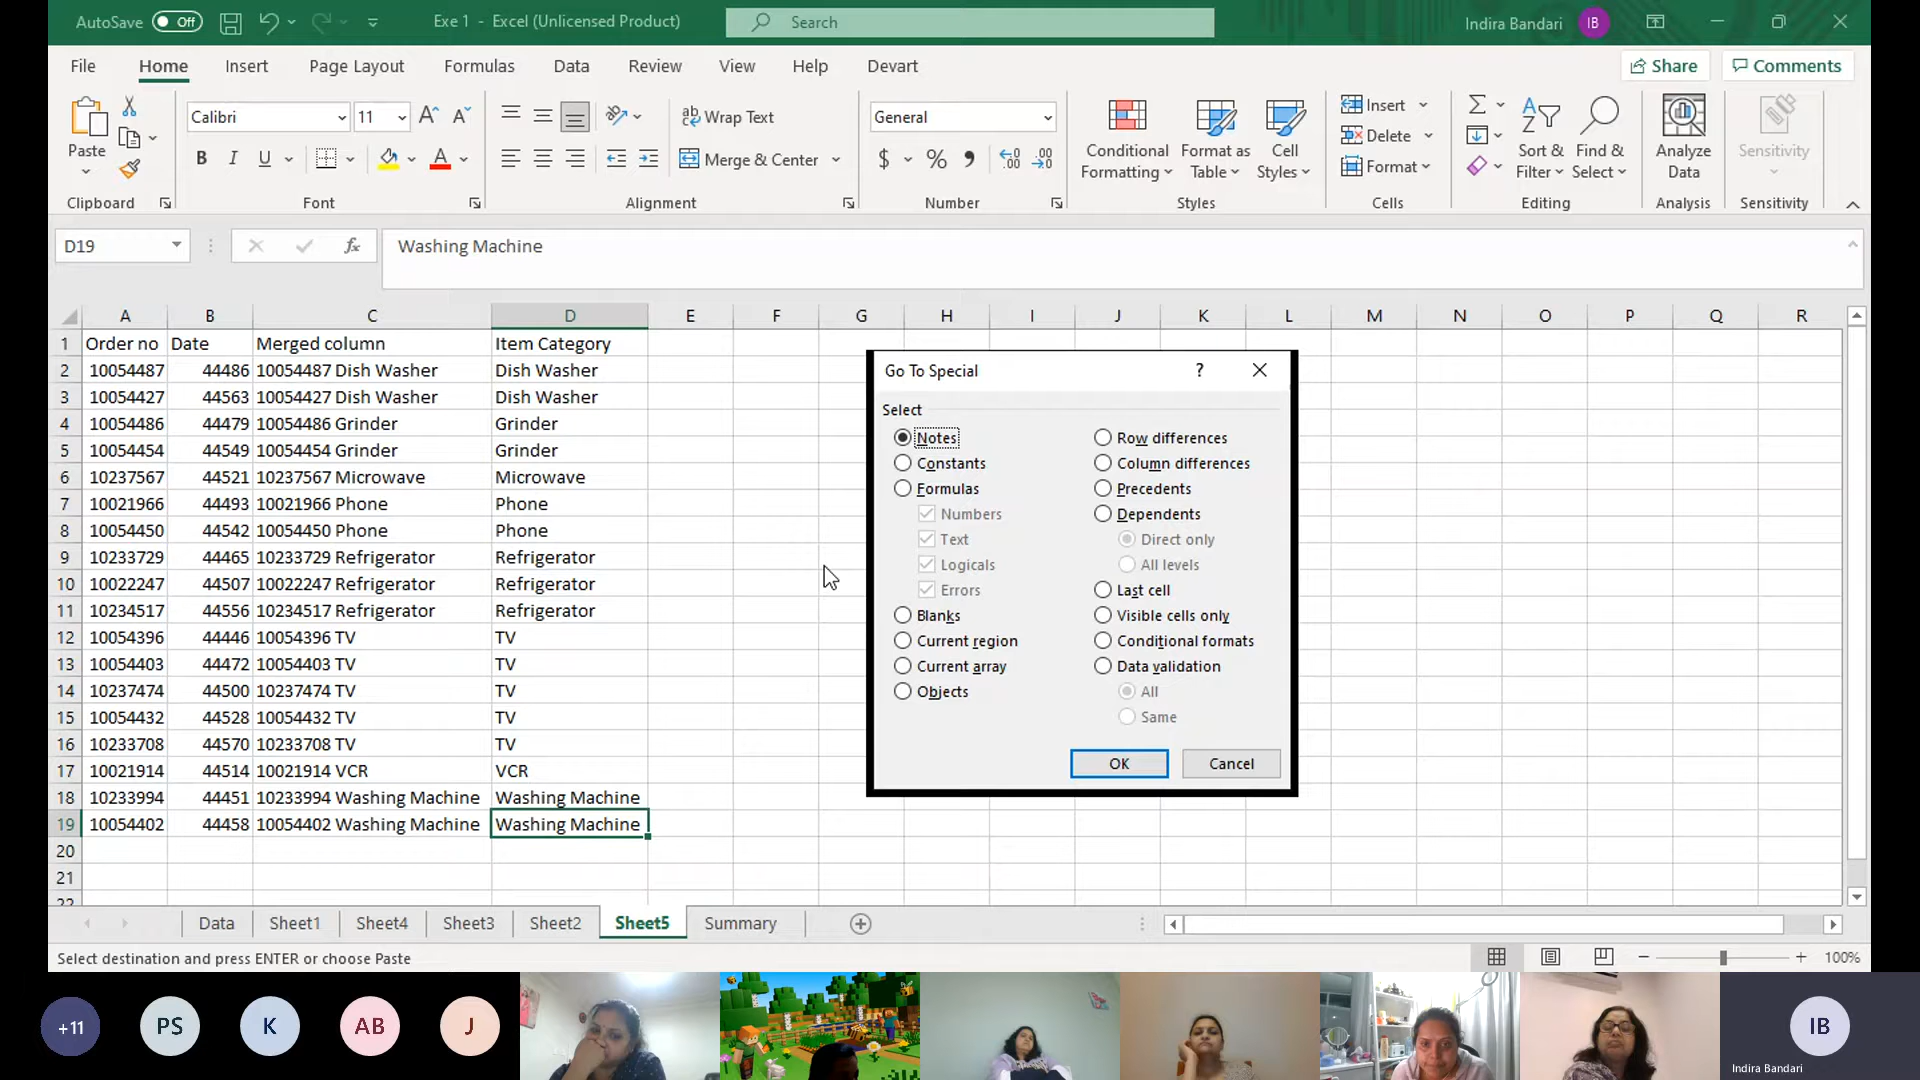 AutoSave Off Exe 1 - Excel (Unlicensed Product) Search Indira Bandari IB
File Home Insert Page Layout Formulas Data Review View Help Devart Share Comments
Paste
Clipboard
Calibri 11
B I U
Font
Wrap Text
Merge & Center
Alignment
General
$ % 9
Number
Conditional Formatting
Format as Table
Cell Styles
Styles
Insert
Delete
Format
Cells
Sort & Filter
Find & Select
Editing
Analyze Data
Analysis
Sensitivity
Sensitivity
D19 fx Washing Machine
A B C D E F G H I J K L M N O P Q R
1 Order no Date Merged column Item Category
2 10054487 44486 10054487 Dish Washer Dish Washer
3 10054427 44563 10054427 Dish Washer Dish Washer
4 10054486 44479 10054486 Grinder Grinder
5 10054454 44549 10054454 Grinder Grinder
6 10237567 44521 10237567 Microwave Microwave
7 10021966 44493 10021966 Phone Phone
8 10054450 44542 10054450 Phone Phone
9 10233729 44465 10233729 Refrigerator Refrigerator
10 10022247 44507 10022247 Refrigerator Refrigerator
11 10234517 44556 10234517 Refrigerator Refrigerator
12 10054396 44446 10054396 TV TV
13 10054403 44472 10054403 TV TV
14 10237474 44500 10237474 TV TV
15 10054432 44528 10054432 TV TV
16 10233708 44570 10233708 TV TV
17 10021914 44514 10021914 VCR VCR
18 10233994 44451 10233994 Washing Machine Washing Machine
19 10054402 44458 10054402 Washing Machine Washing Machine
20
21
22
Go To Special ?
Select
Notes
Constants
Formulas
Numbers
Text
Logicals
Errors
Blanks
Current region
Current array
Objects
Row differences
Column differences
Precedents
Dependents
Direct only
All levels
Last cell
Visible cells only
Conditional formats
Data validation
All
Same
OK Cancel
Data Sheet1 Sheet4 Sheet3 Sheet2 Sheet5 Summary
Select destination and press ENTER or choose Paste 100%
+11 PS K AB J IB
Indira Bandari